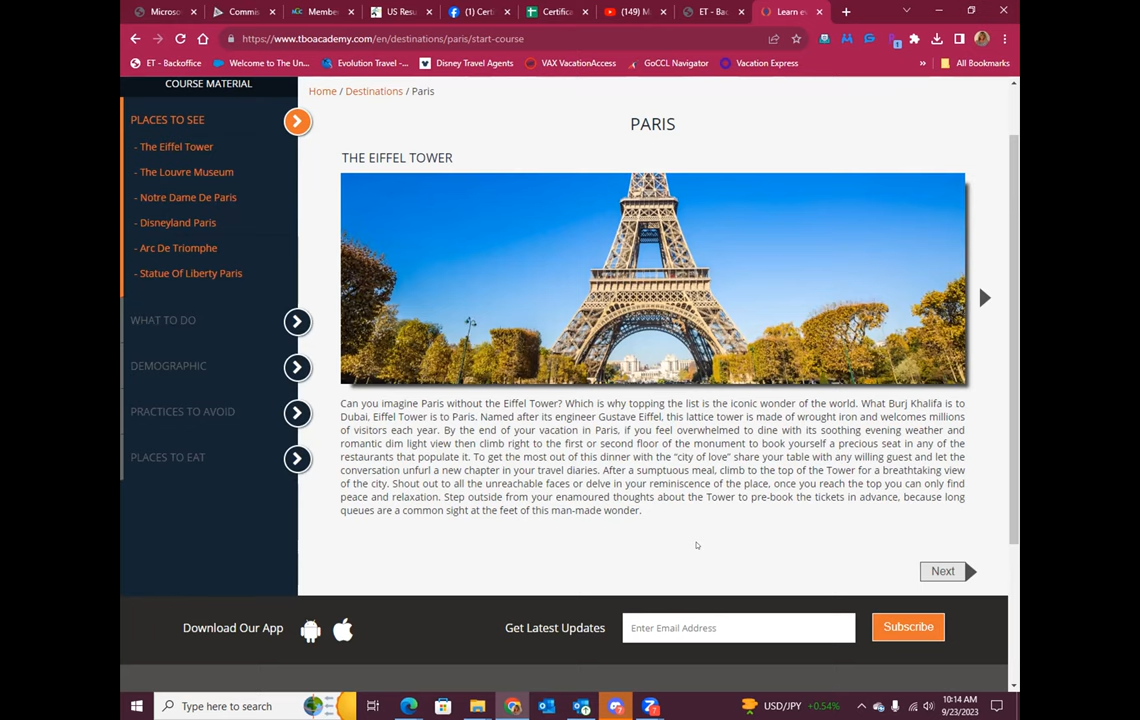 Microso
Commis
Member
US Resu
(1) Certi
Certifica
(149) M
ET - Bac
Learn ev
https://www.tboacademy.com/en/destinations/paris/start-course
ET - Backoffice
Welcome to The Un...
Evolution Travel -...
Disney Travel Agents
VAX VacationAccess
GoCCL Navigator
Vacation Express
»
All Bookmarks
COURSE MATERIAL
PLACES TO SEE
- The Eiffel Tower
- The Louvre Museum
- Notre Dame De Paris
- Disneyland Paris
- Arc De Triomphe
- Statue Of Liberty Paris
WHAT TO DO
DEMOGRAPHIC
PRACTICES TO AVOID
PLACES TO EAT
Home / Destinations / Paris
PARIS
THE EIFFEL TOWER
Can you imagine Paris without the Eiffel Tower? Which is why topping the list is the iconic wonder of the world. What Burj Khalifa is to
Dubai, Eiffel Tower is to Paris. Named after its engineer Gustave Eiffel, this lattice tower is made of wrought iron and welcomes millions
of visitors each year. By the end of your vacation in Paris, if you feel overwhelmed to dine with its soothing evening weather and
romantic dim light view then climb right to the first or second floor of the monument to book yourself a precious seat in any of the
restaurants that populate it. To get the most out of this dinner with the “city of love” share your table with any willing guest and let the
conversation unfurl a new chapter in your travel diaries. After a sumptuous meal, climb to the top of the Tower for a breathtaking view
of the city. Shout out to all the unreachable faces or delve in your reminiscence of the place, once you reach the top you can only find
peace and relaxation. Step outside from your enamoured thoughts about the Tower to pre-book the tickets in advance, because long
queues are a common sight at the feet of this man-made wonder.
Next
Download Our App
Get Latest Updates
Enter Email Address
Subscribe
Type here to search
USD/JPY +0.54%
10:14 AM
9/23/2023